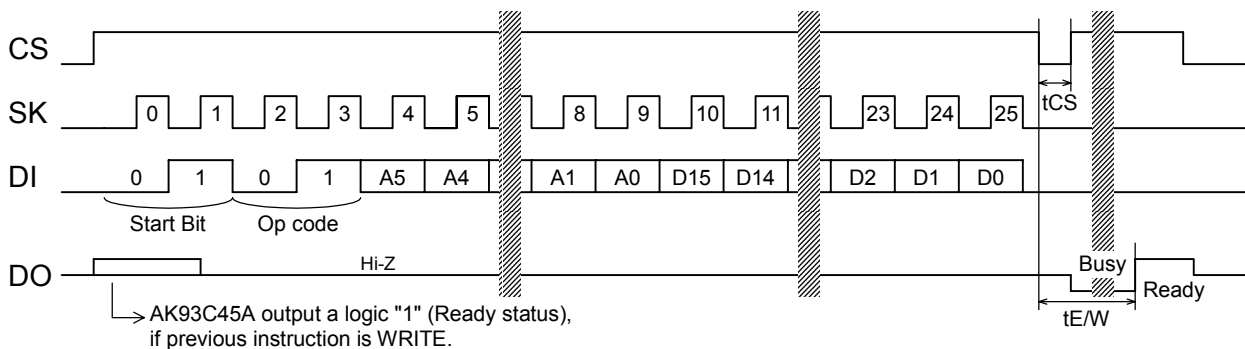 CS
tCS
SK 0 1 2 3 4 5 8 9 10 11 23 24 25
DI 0 1 0 1 A5 A4 A1 A0 D15 D14 D2 D1 D0
Start Bit Op code
DO Hi-Z Busy Ready
tE/W
AK93C45A output a logic "1" (Ready status),
if previous instruction is WRITE.